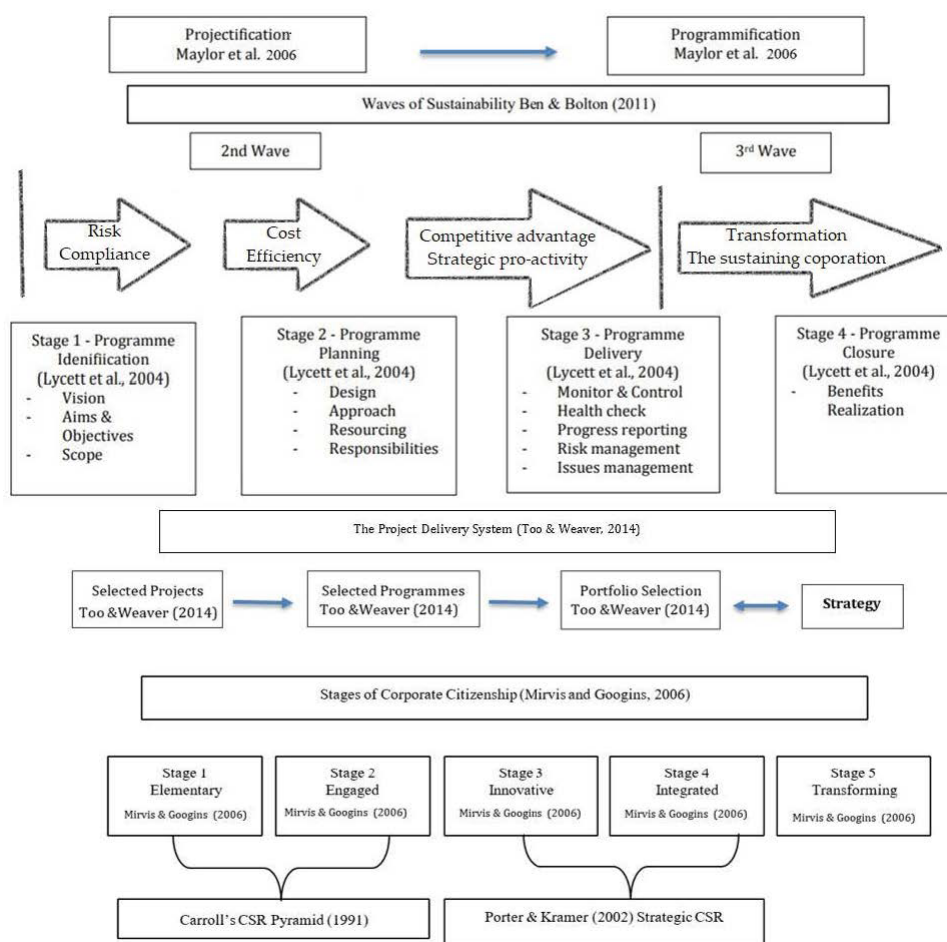 Projectification
Maylor et al. 2006
Programmification
Maylor et al. 2006
Waves of Sustainability Ben & Bolton (2011)
2nd Wave
3rd Wave
Risk
Compliance
Cost
Efficiency
Competitive advantage
Strategic pro-activity
Transformation
The sustaining coporation
Stage 1 - Programme
Idenifiication
(Lycett et al., 2004)
- Vision
- Aims &
Objectives
- Scope
Stage 2 - Programme
Planning
(Lycett et al., 2004)
- Design
- Approach
- Resourcing
- Responsibilities
Stage 3 - Programme
Delivery
(Lycett et al., 2004)
- Monitor & Control
- Health check
- Progress reporting
- Risk management
- Issues management
Stage 4 - Programme
Closure
(Lycett et al., 2004)
- Benefits
Realization
The Project Delivery System (Too & Weaver, 2014)
Selected Projects
Too &Weaver (2014)
Selected Programmes
Too &Weaver (2014)
Portfolio Selection
Too &Weaver (2014)
Strategy
Stages of Corporate Citizenship (Mirvis and Googins, 2006)
Stage 1
Elementary
Mirvis & Googins (2006)
Stage 2
Engaged
Mirvis & Googins (2006)
Stage 3
Innovative
Mirvis & Googins (2006)
Stage 4
Integrated
Mirvis & Googins (2006)
Stage 5
Transforming
Mirvis & Googins (2006)
Carroll's CSR Pyramid (1991)
Porter & Kramer (2002) Strategic CSR